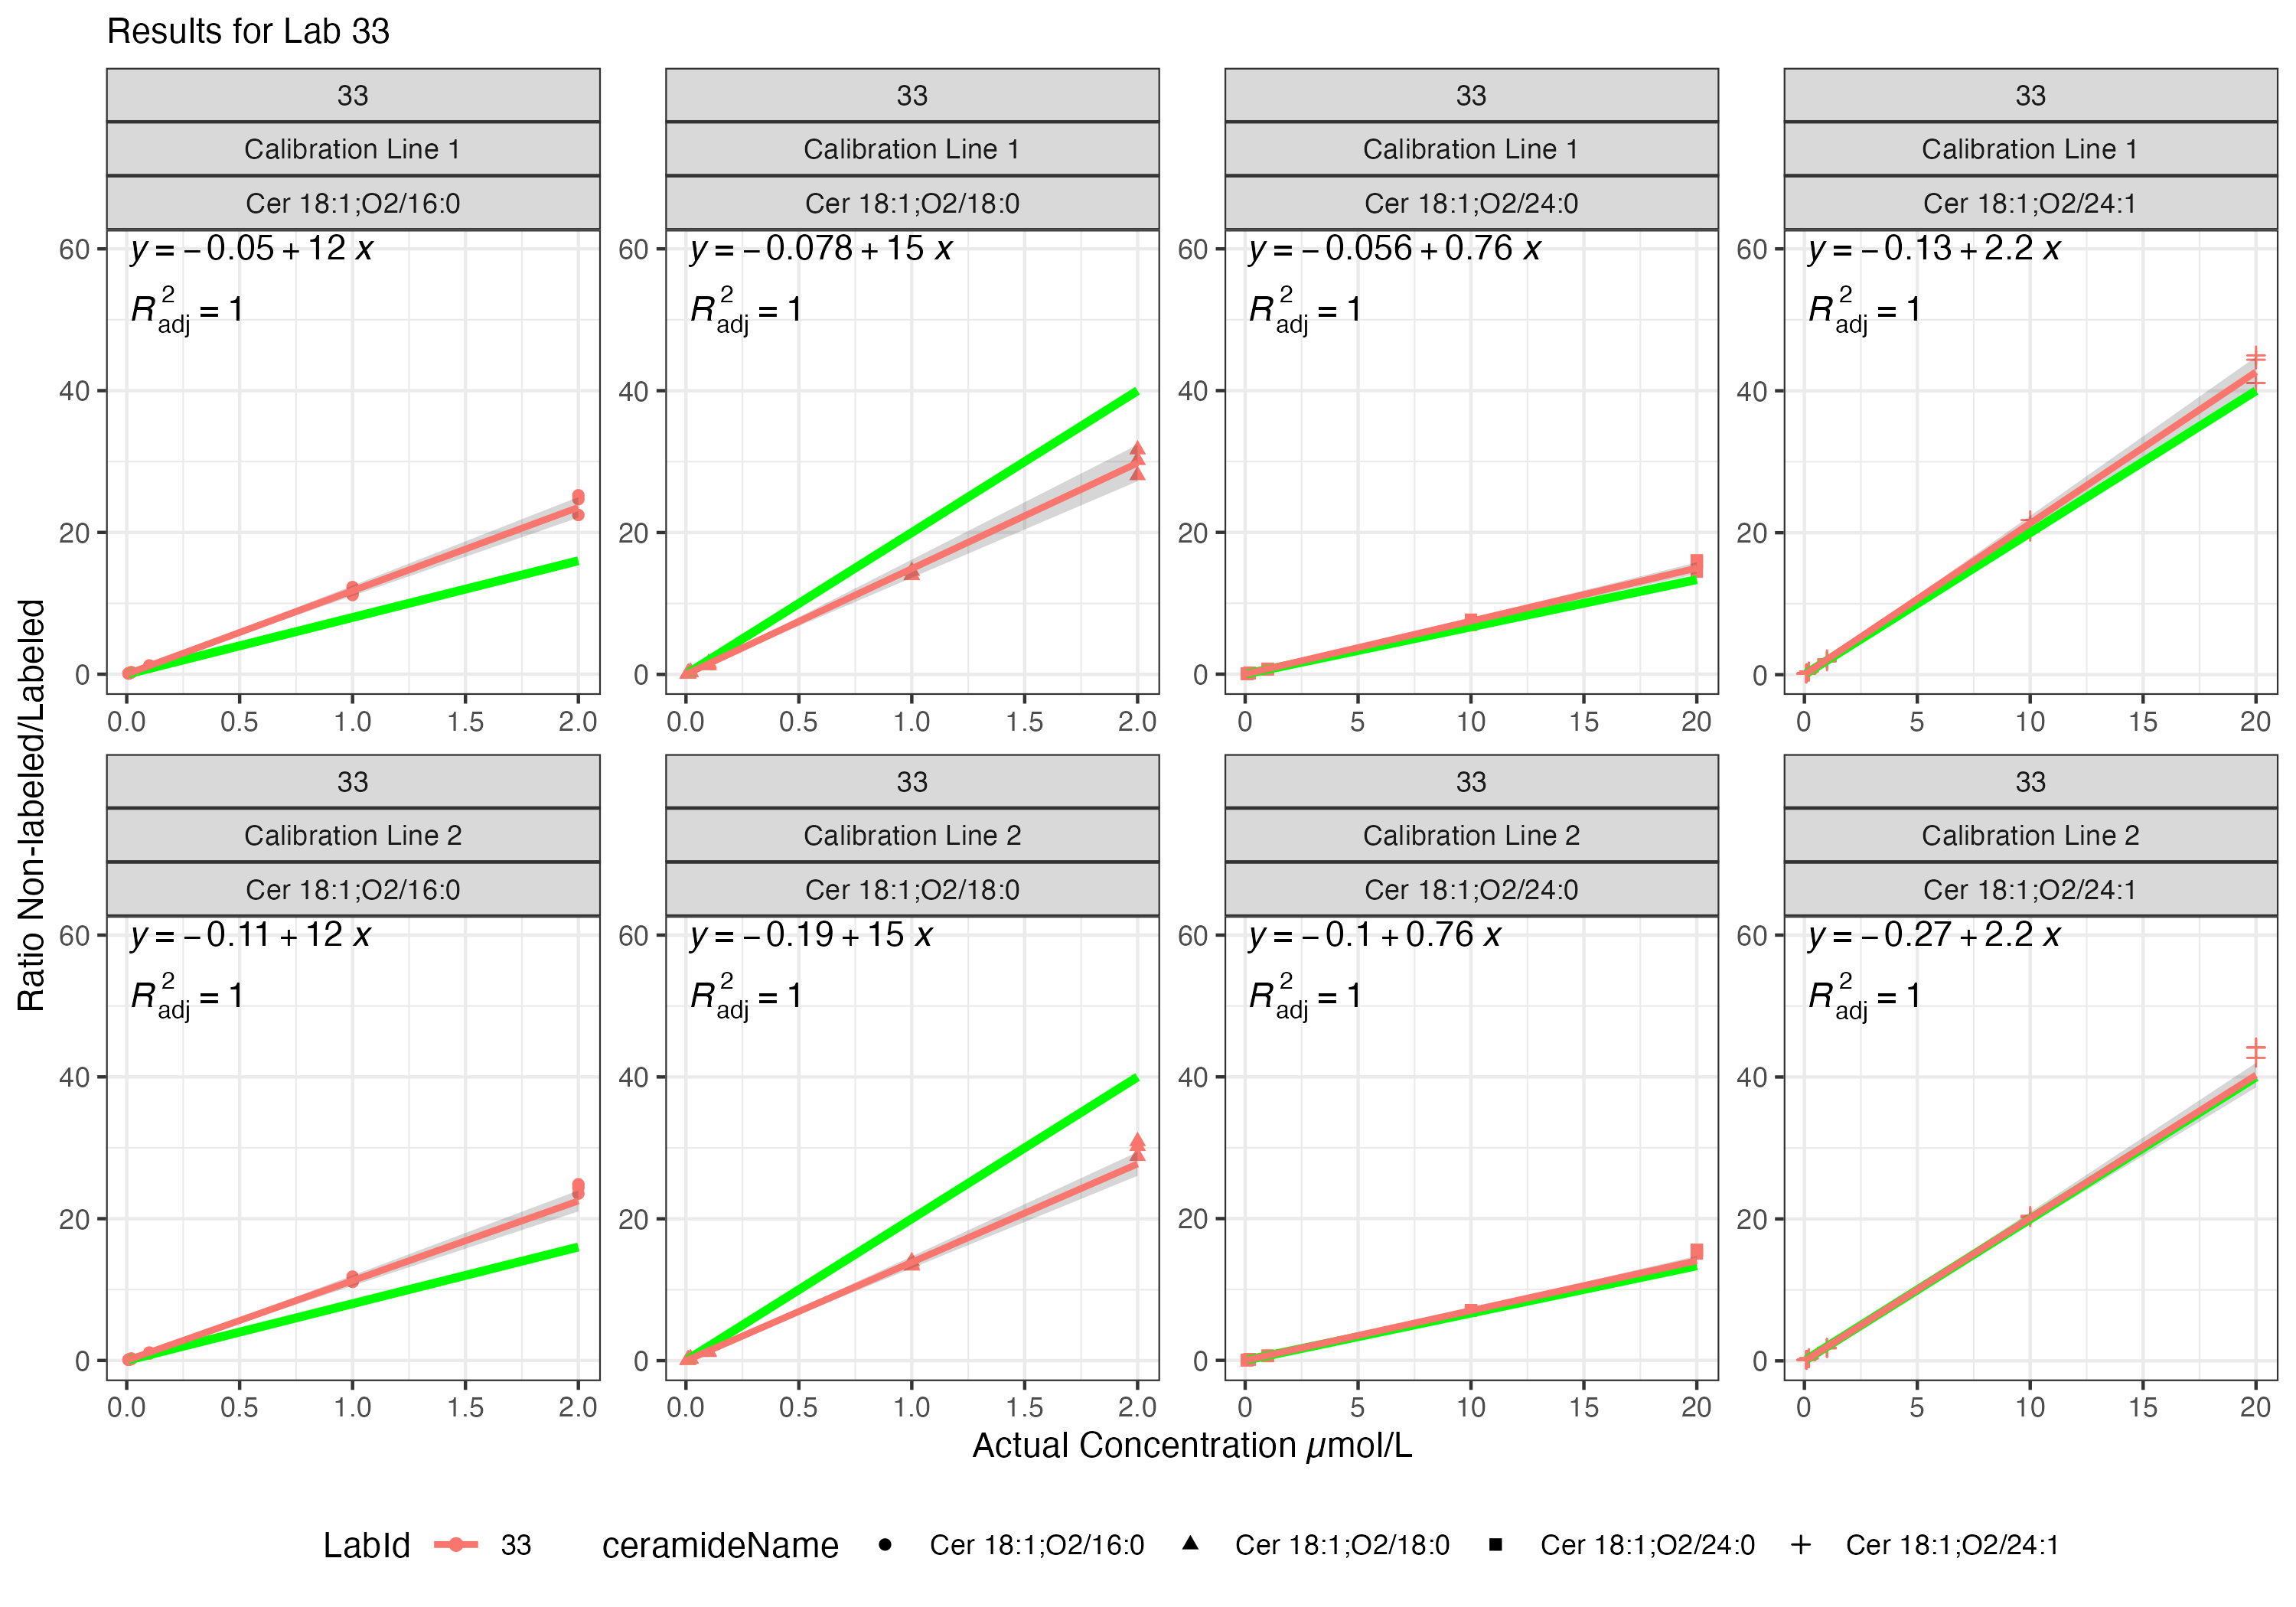 Results for Lab 33
33
33
33
33
Calibration Line 1
Calibration Line 1
Calibration Line 1
Calibration Line 1
Cer 18:1;O2/16:0
Cer 18:1;O2/18:0
Cer 18:1;O2/24:0
Cer 18:1;O2/24:1
y = −0.05 + 12 x
R²adj = 1
y = −0.078 + 15 x
R²adj = 1
y = −0.056 + 0.76 x
R²adj = 1
y = −0.13 + 2.2 x
R²adj = 1
60
40
20
0
60
40
20
0
60
40
20
0
60
40
20
0
0.0 0.5 1.0 1.5 2.0
0.0 0.5 1.0 1.5 2.0
0 5 10 15 20
0 5 10 15 20
33
33
33
33
Calibration Line 2
Calibration Line 2
Calibration Line 2
Calibration Line 2
Cer 18:1;O2/16:0
Cer 18:1;O2/18:0
Cer 18:1;O2/24:0
Cer 18:1;O2/24:1
y = −0.11 + 12 x
R²adj = 1
y = −0.19 + 15 x
R²adj = 1
y = −0.1 + 0.76 x
R²adj = 1
y = −0.27 + 2.2 x
R²adj = 1
60
40
20
0
60
40
20
0
60
40
20
0
60
40
20
0
0.0 0.5 1.0 1.5 2.0
0.0 0.5 1.0 1.5 2.0
0 5 10 15 20
0 5 10 15 20
Ratio Non-labeled/Labeled
Actual Concentration µmol/L
LabId 33 ceramideName Cer 18:1;O2/16:0 Cer 18:1;O2/18:0 Cer 18:1;O2/24:0 Cer 18:1;O2/24:1